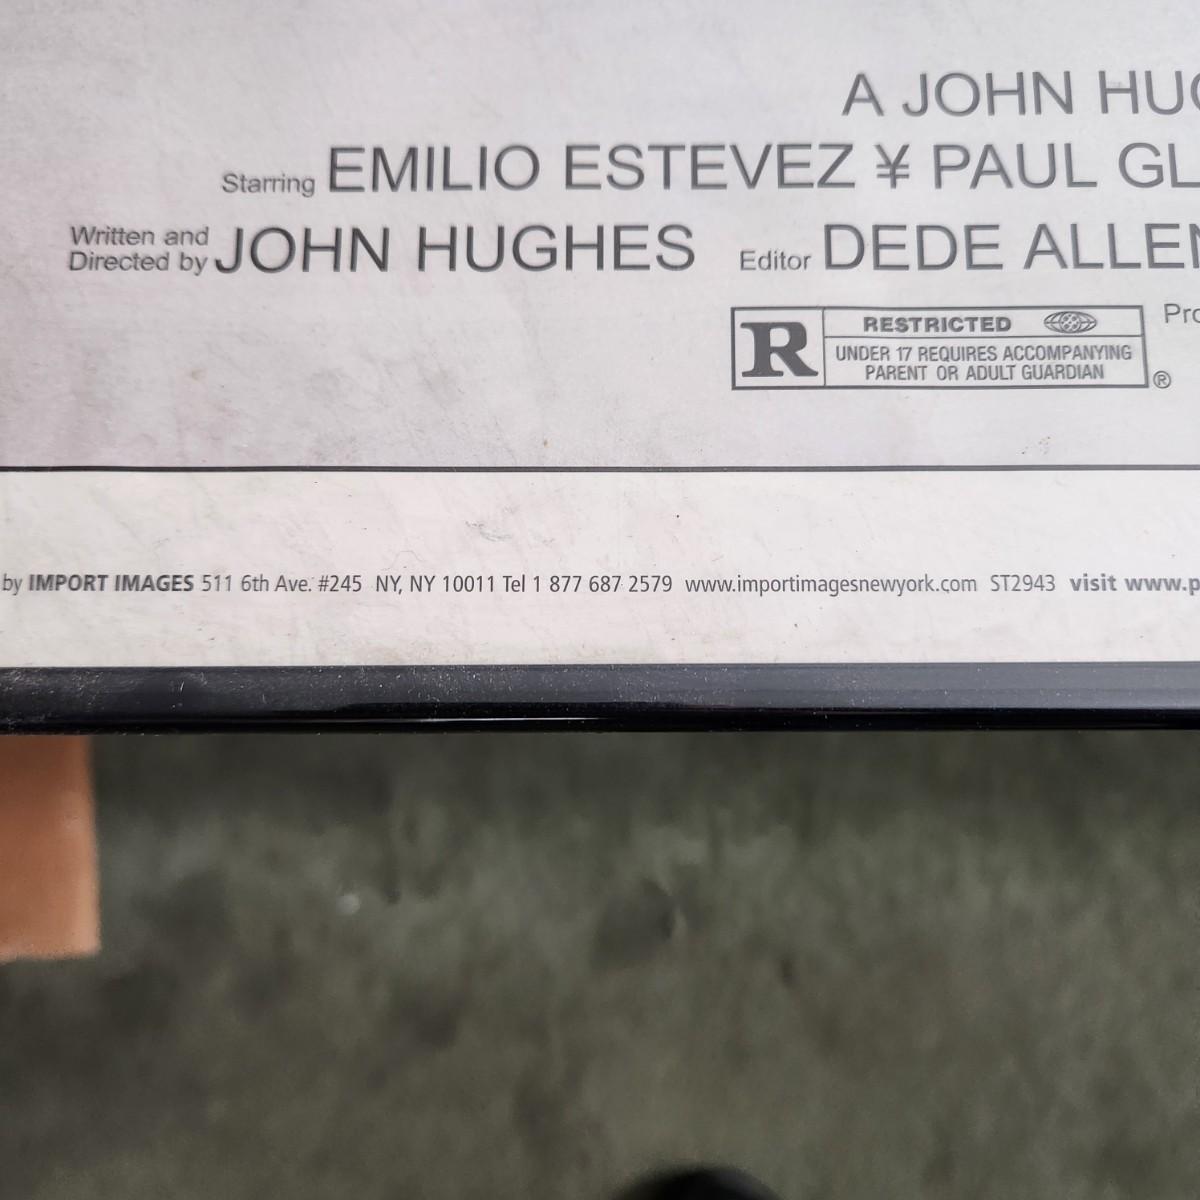 A JOHN
Starring EMILIO ESTEVEZ ¥ PAUL
Written and
Directed by JOHN HUGHES Editor DEDE ALLEN
R RESTRICTED
UNDER 17 REQUIRES ACCOMPANYING
PARENT OR ADULT GUARDIAN ®
by IMPORT IMAGES 511 6th Ave. #245 NY, NY 10011 Tel 1 877 687 2579 www.importimagesnewyork.com ST2943 visit www.p